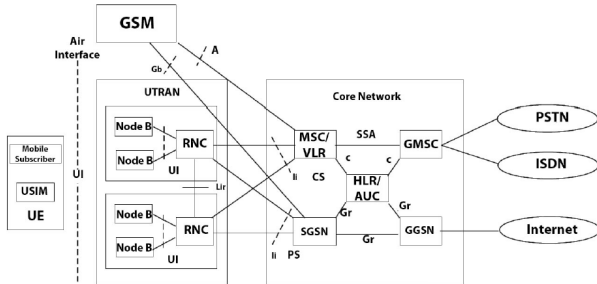 GSM
Air
Interface
A
Gb
UTRAN
Core Network
Node B
Node B
RNC
UI
MSC/
VLR
SSA
GMSC
PSTN
ISDN
Mobile
Subscriber
USIM
UE
UI
Ii
CS
c
c
HLR/
AUC
Lir
Node B
Node B
RNC
UI
Ii
PS
SGSN
Gr
Gr
Gr
GGSN
Internet